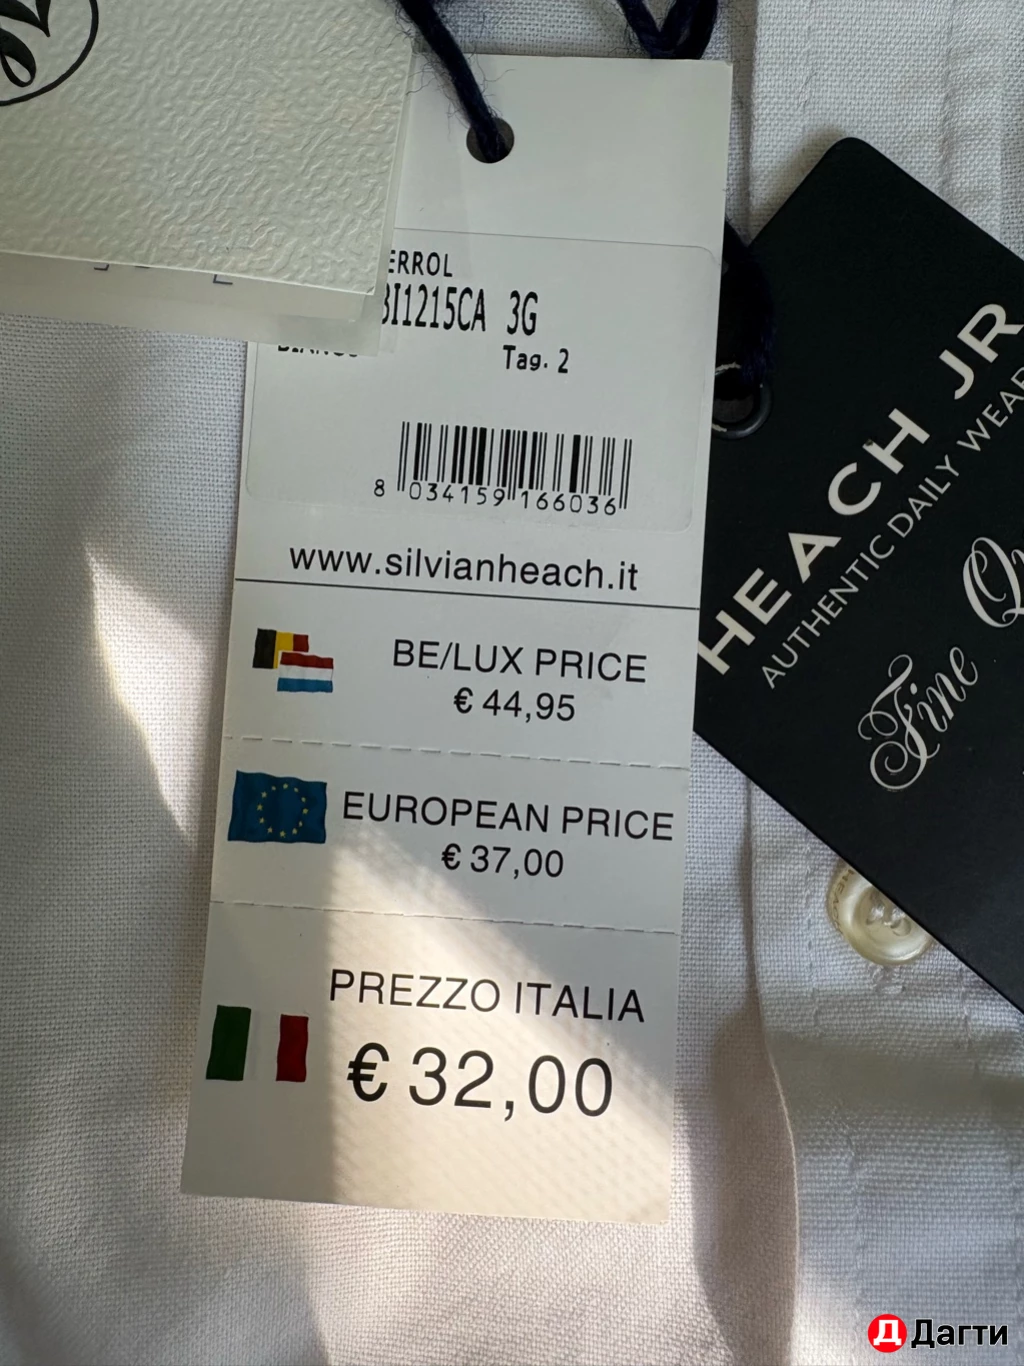 ERROL
BI1215CA 3G
Tag. 2
8 034159 166036
www.silvianheach.it
BE/LUX PRICE
€ 44,95
EUROPEAN PRICE
€ 37,00
PREZZO ITALIA
€ 32,00
HEACH JR
AUTHENTIC DAILY WEAR
Fine
Дагти